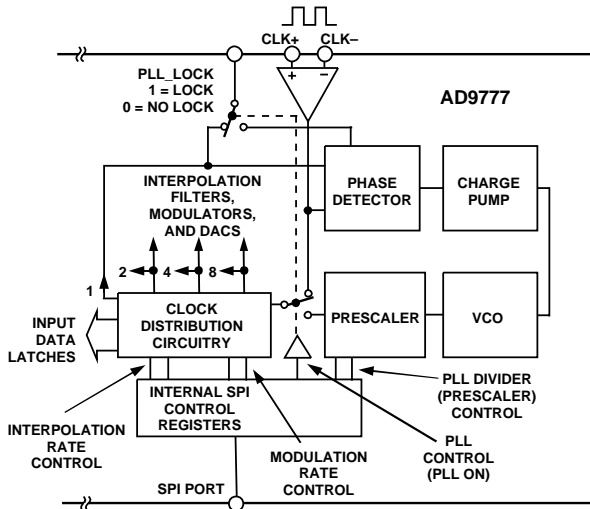 CLK+ CLK–
PLL_LOCK
1 = LOCK
0 = NO LOCK
+ –
AD9777
INTERPOLATION
FILTERS,
MODULATORS,
AND DACS
PHASE
DETECTOR
CHARGE
PUMP
2 4 8
1
CLOCK
DISTRIBUTION
CIRCUITRY
PRESCALER
VCO
INPUT
DATA
LATCHES
INTERNAL SPI
CONTROL
REGISTERS
PLL DIVIDER
(PRESCALER)
CONTROL
INTERPOLATION
RATE
CONTROL
MODULATION
RATE
CONTROL
PLL
CONTROL
(PLL ON)
SPI PORT